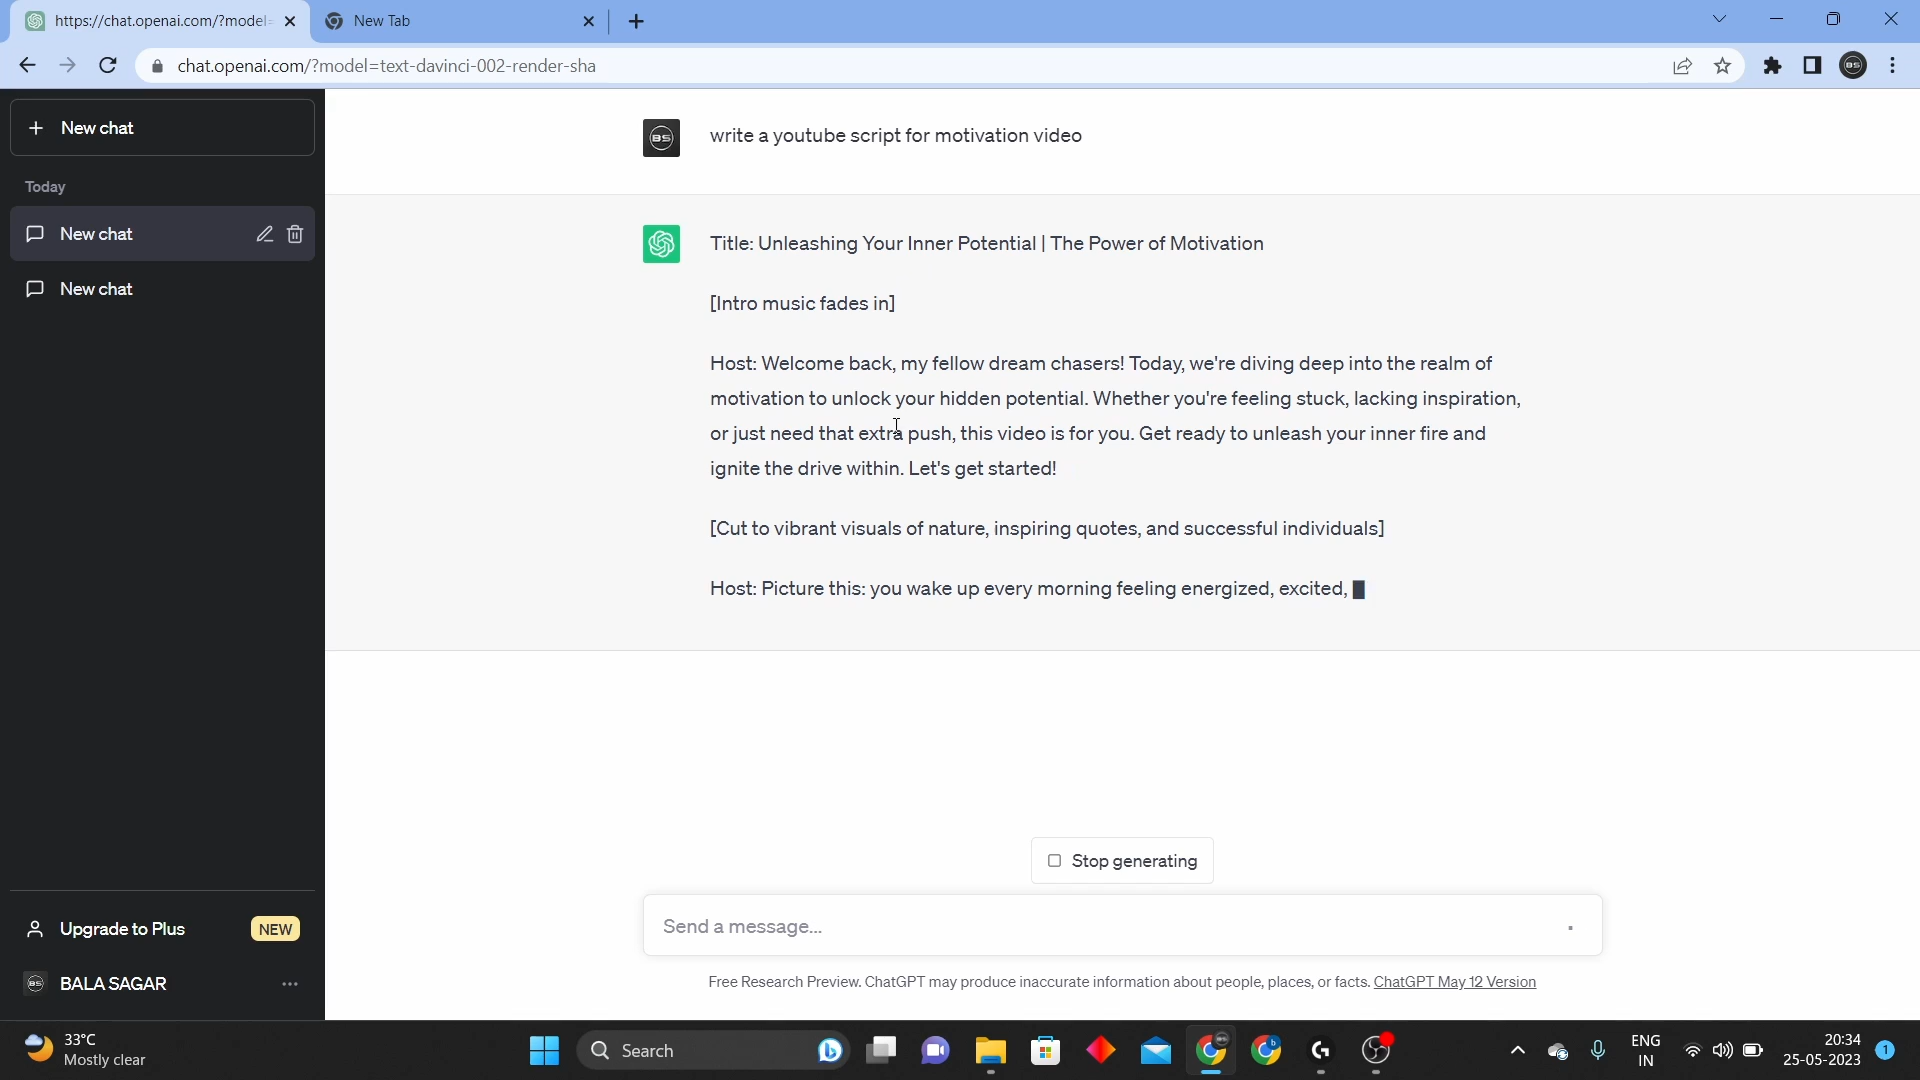 https://chat.openai.com/?model=
New Tab
chat.openai.com/?model=text-davinci-002-render-sha
BS
New chat
Today
New chat
New chat
BS
write a youtube script for motivation video
Title: Unleashing Your Inner Potential | The Power of Motivation
[Intro music fades in]
Host: Welcome back, my fellow dream chasers! Today, we're diving deep into the realm of
motivation to unlock your hidden potential. Whether you're feeling stuck, lacking inspiration,
or just need that extra push, this video is for you. Get ready to unleash your inner fire and
ignite the drive within. Let's get started!
[Cut to vibrant visuals of nature, inspiring quotes, and successful individuals]
Host: Picture this: you wake up every morning feeling energized, excited,
Stop generating
Send a message...
Free Research Preview. ChatGPT may produce inaccurate information about people, places, or facts. ChatGPT May 12 Version
Upgrade to Plus
NEW
BS
BALA SAGAR
33°C
Mostly clear
Search
ENG
IN
20:34
25-05-2023
1